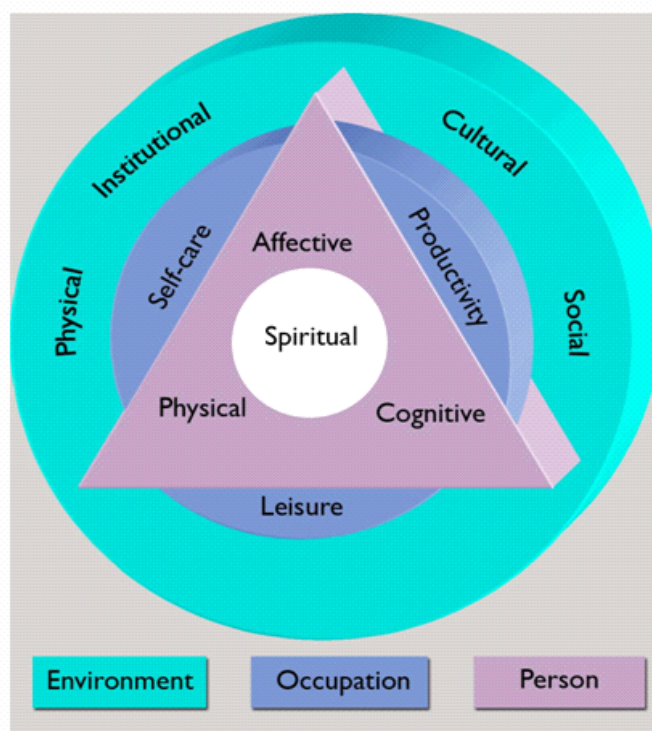 Institutional
Cultural
Physical
Self-care
Productivity
Social
Affective
Spiritual
Physical
Cognitive
Leisure
Environment
Occupation
Person